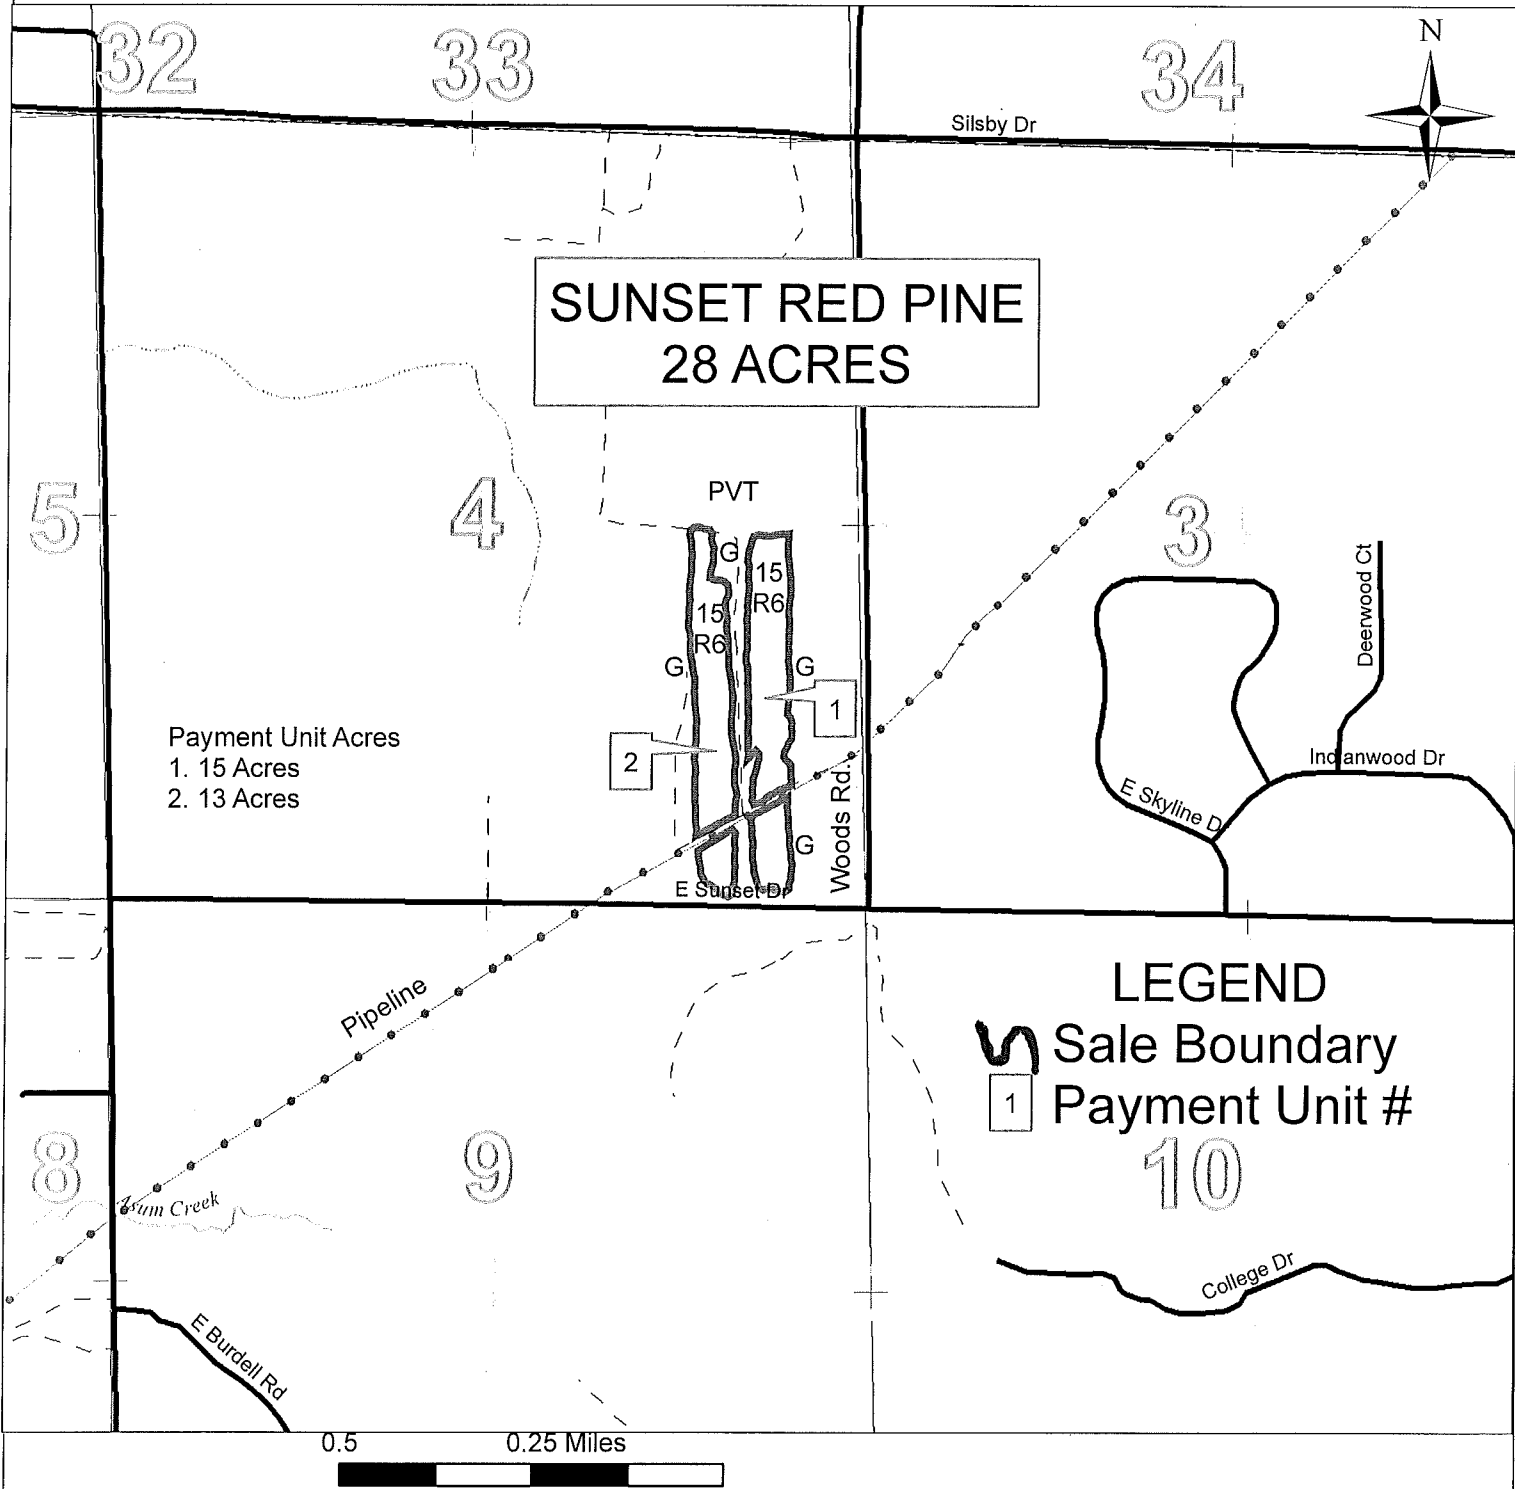 32
33
34
N
Silsby Dr
SUNSET RED PINE
28 ACRES
5
4
PVT
3
G
15
R6
15
R6
Deerwood Ct
G
G
1
2
Payment Unit Acres
1. 15 Acres
2. 13 Acres
Woods Rd.
Indianwood Dr
E Skyline D
G
E Sunset Dr
Pipeline
LEGEND
Sale Boundary
1 Payment Unit #
8
9
10
Creek
College Dr
E Burdell Rd
0.5 0.25 Miles